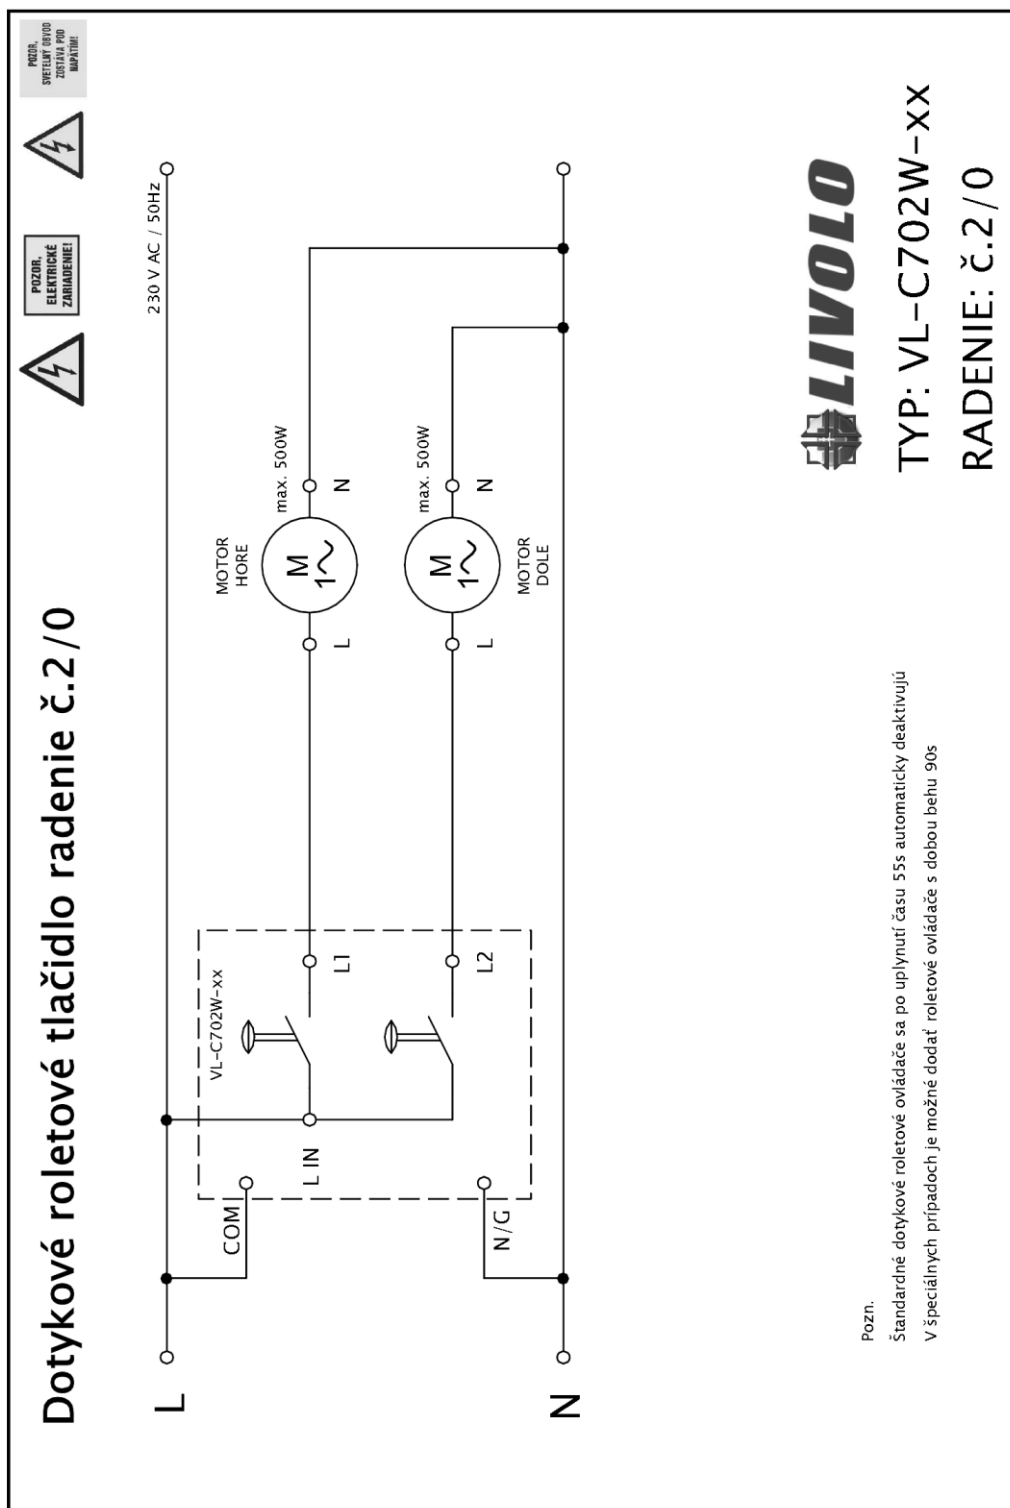 Dotykové roletové tlačidlo radenie č.2/0
POZOR,
ELEKTRICKÉ
ZARIADENIE!
POZOR,
SVETELNÝ OBVOD
ZOSTÁVA POD
NAPÄTÍM!
L
230 V AC / 50Hz
COM
L IN
VL-C702W-xx
L1
MOTOR
HORE
L
M
1~
max. 500W
N
N/G
L2
L
M
1~
max. 500W
N
MOTOR
DOLE
N
Pozn.
Štandardné dotykové roletové ovládače sa po uplynutí času 55s automaticky deaktivujú
V špeciálnych prípadoch je možné dodať roletové ovládače s dobou behu 90s
LIVOLO
TYP: VL-C702W-xx
RADENIE: č.2/0